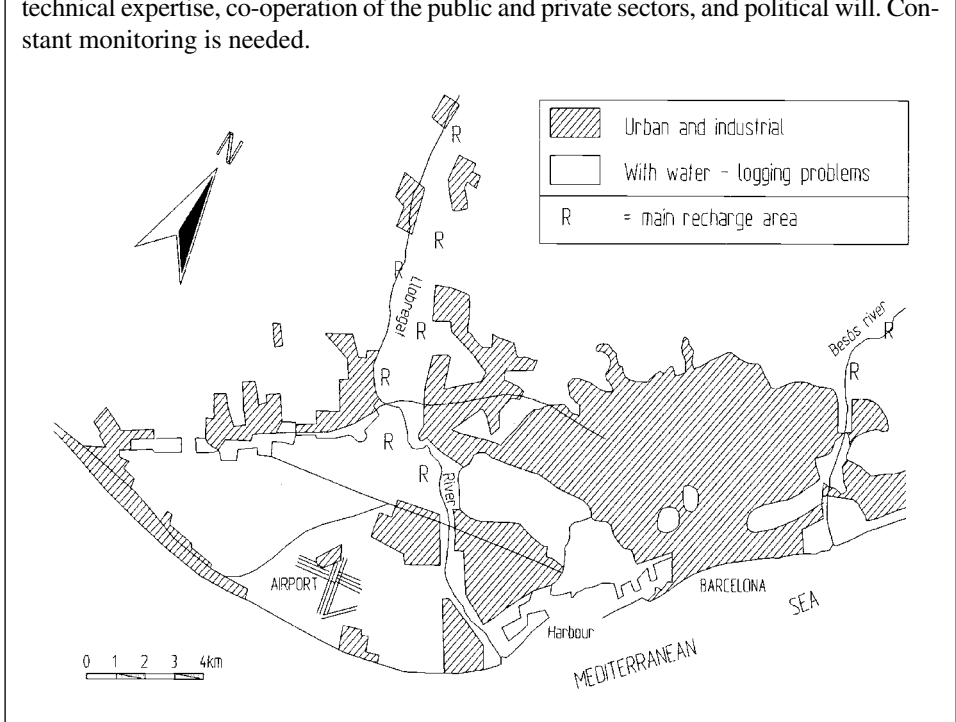 technical expertise, co-operation of the public and private sectors, and political will. Con-
stant monitoring is needed.
N
Urban and industrial
With water - logging problems
R = main recharge area
R
R
R
Llobregat
R
R
R
R
River
Besòs river
R
R
AIRPORT
BARCELONA
Harbour
MEDITERRANEAN SEA
0 1 2 3 4km